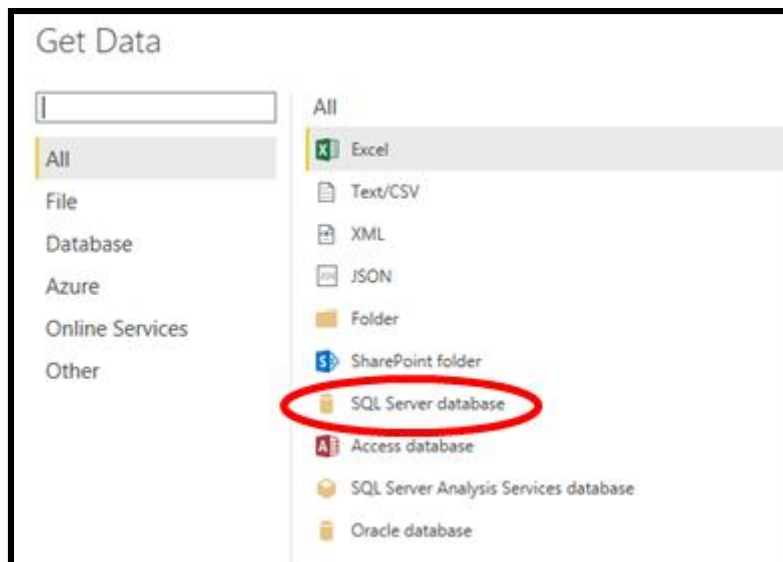 Get Data
All
File
Database
Azure
Online Services
Other
All
Excel
Text/CSV
XML
JSON
Folder
SharePoint folder
SQL Server database
Access database
SQL Server Analysis Services database
Oracle database